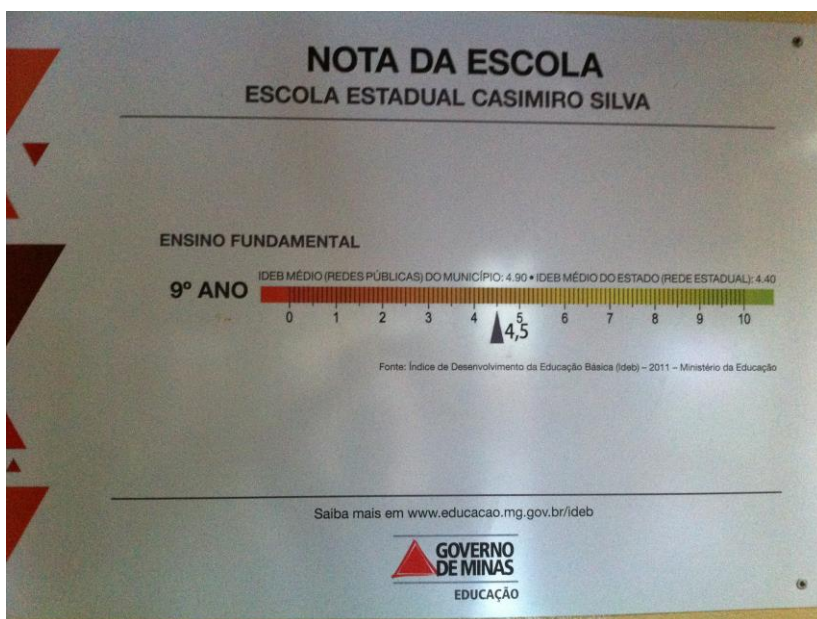 NOTA DA ESCOLA
ESCOLA ESTADUAL CASIMIRO SILVA
ENSINO FUNDAMENTAL
IDEB MÉDIO (REDES PÚBLICAS) DO MUNICÍPIO: 4.90 • IDEB MÉDIO DO ESTADO (REDE ESTADUAL): 4.40
9º ANO
0 1 2 3 4 5 6 7 8 9 10
4,5
Fonte: Índice de Desenvolvimento da Educação Básica (Ideb) – 2011 – Ministério da Educação
Saiba mais em www.educacao.mg.gov.br/ideb
GOVERNO
DE MINAS
EDUCAÇÃO